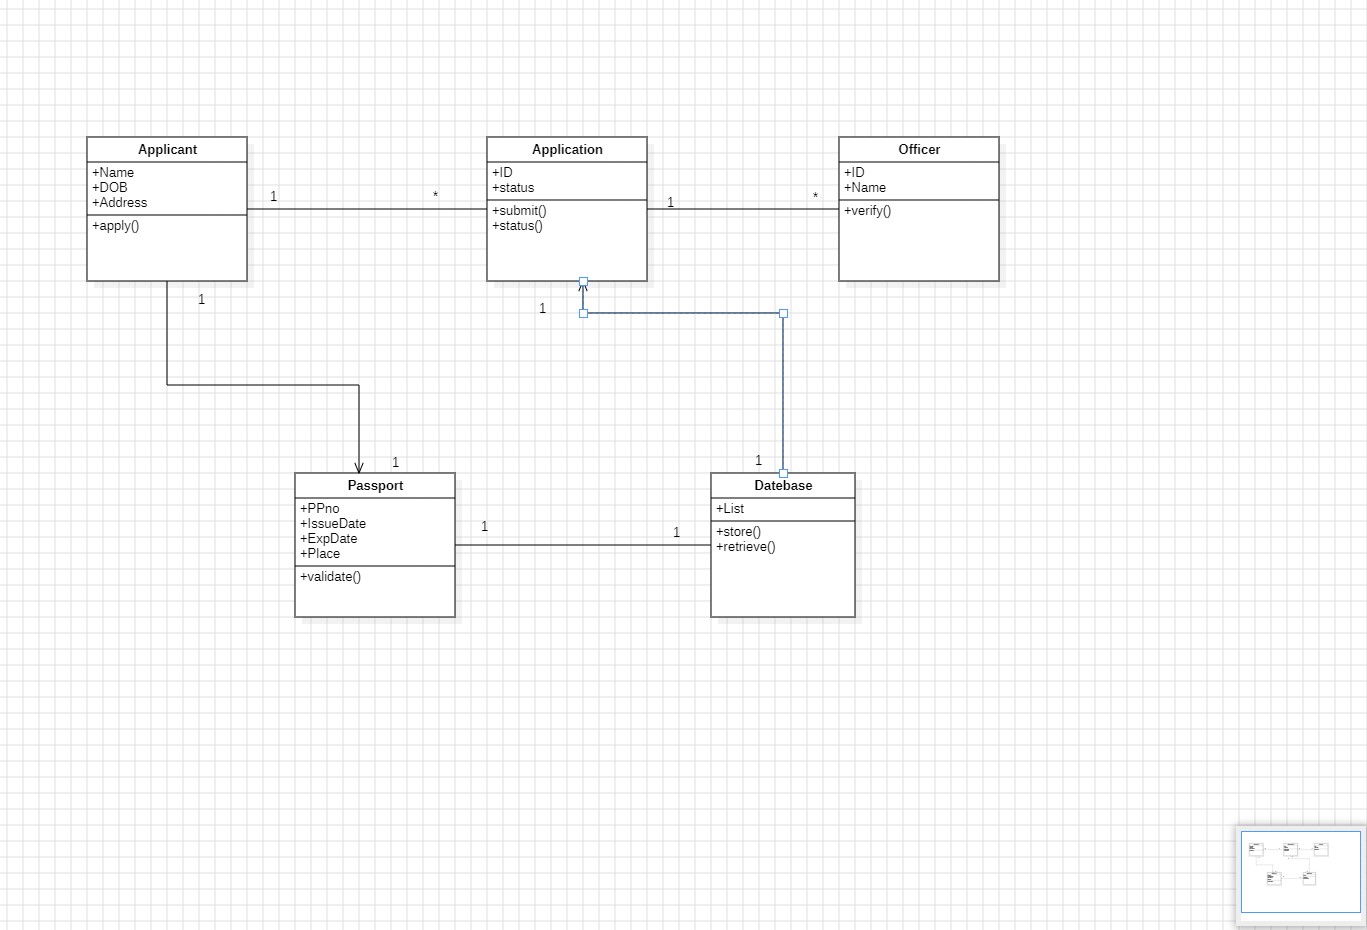 Applicant
+Name
+DOB
+Address
+apply()
1
*
Application
+ID
+status
+submit()
+status()
1
*
Officer
+ID
+Name
+verify()
1
1
1
1
Passport
+PPno
+IssueDate
+ExpDate
+Place
+validate()
1
1
Datebase
+List
+store()
+retrieve()